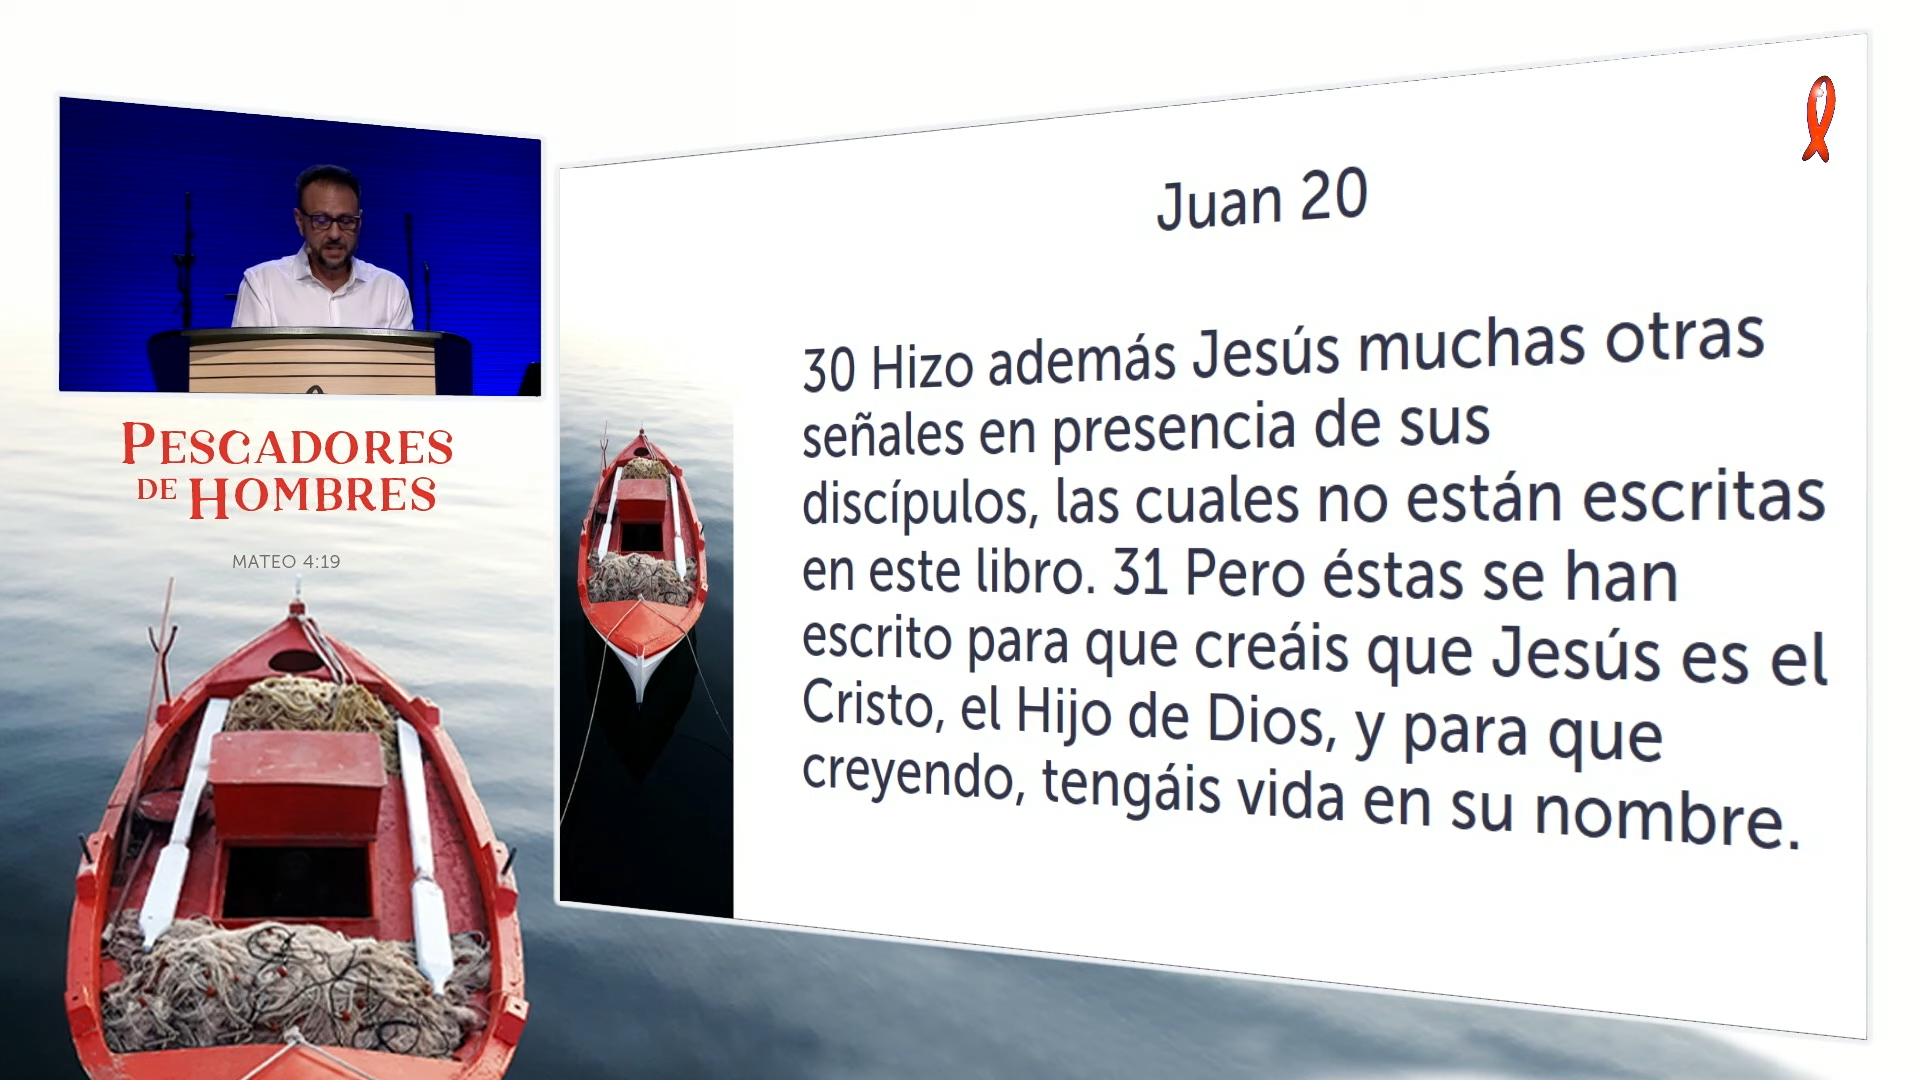 PESCADORES
DE HOMBRES
MATEO 4:19
Juan 20
30 Hizo además Jesús muchas otras
señales en presencia de sus
discípulos, las cuales no están escritas
en este libro. 31 Pero éstas se han
escrito para que creáis que Jesús es el
Cristo, el Hijo de Dios, y para que
creyendo, tengáis vida en su nombre.